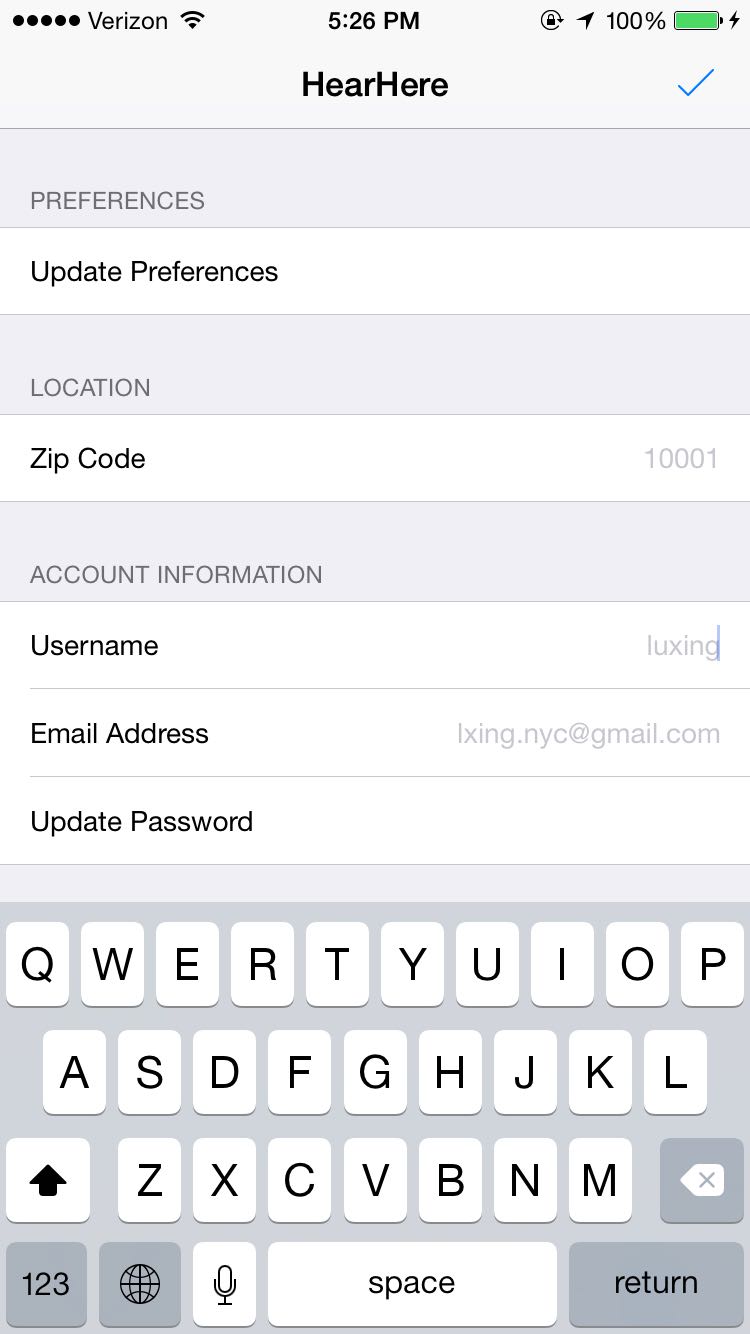 Verizon 5:26 PM 100%
HearHere
PREFERENCES
Update Preferences
LOCATION
Zip Code 10001
ACCOUNT INFORMATION
Username luxing
Email Address lxing.nyc@gmail.com
Update Password
Q W E R T Y U I O P
A S D F G H J K L
Z X C V B N M
123 space return